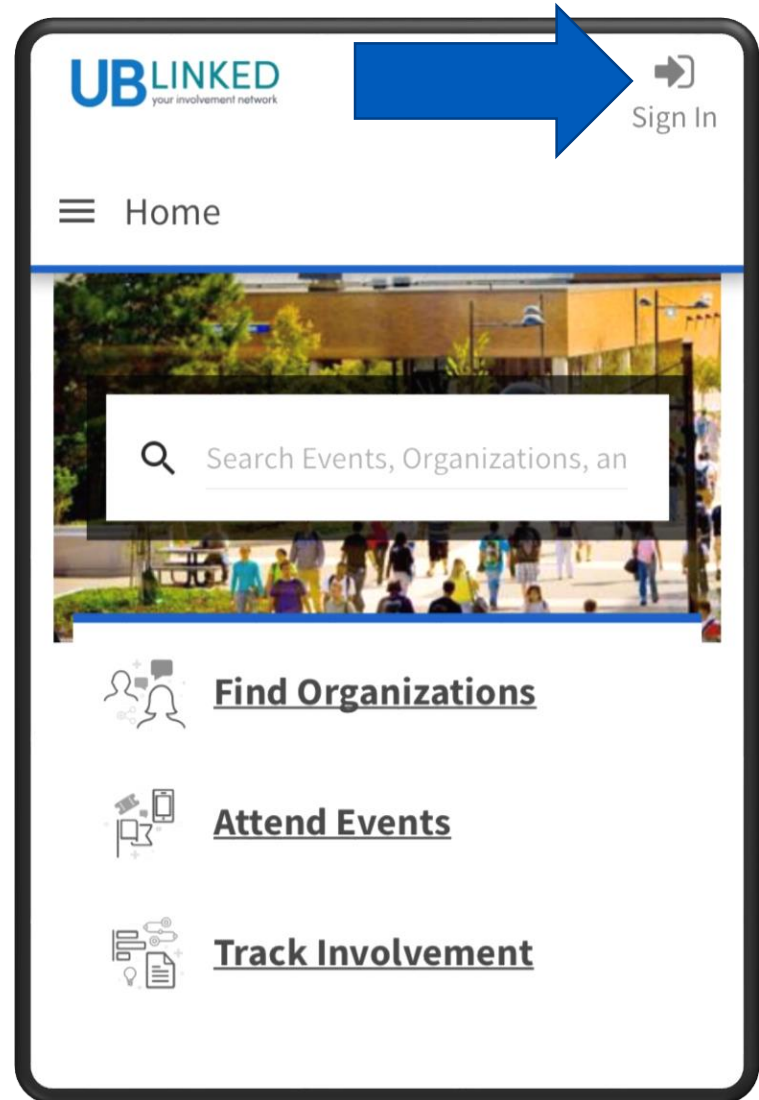 UBLINKED
your involvement network
Sign In
Home
Search Events, Organizations, an
Find Organizations
Attend Events
Track Involvement